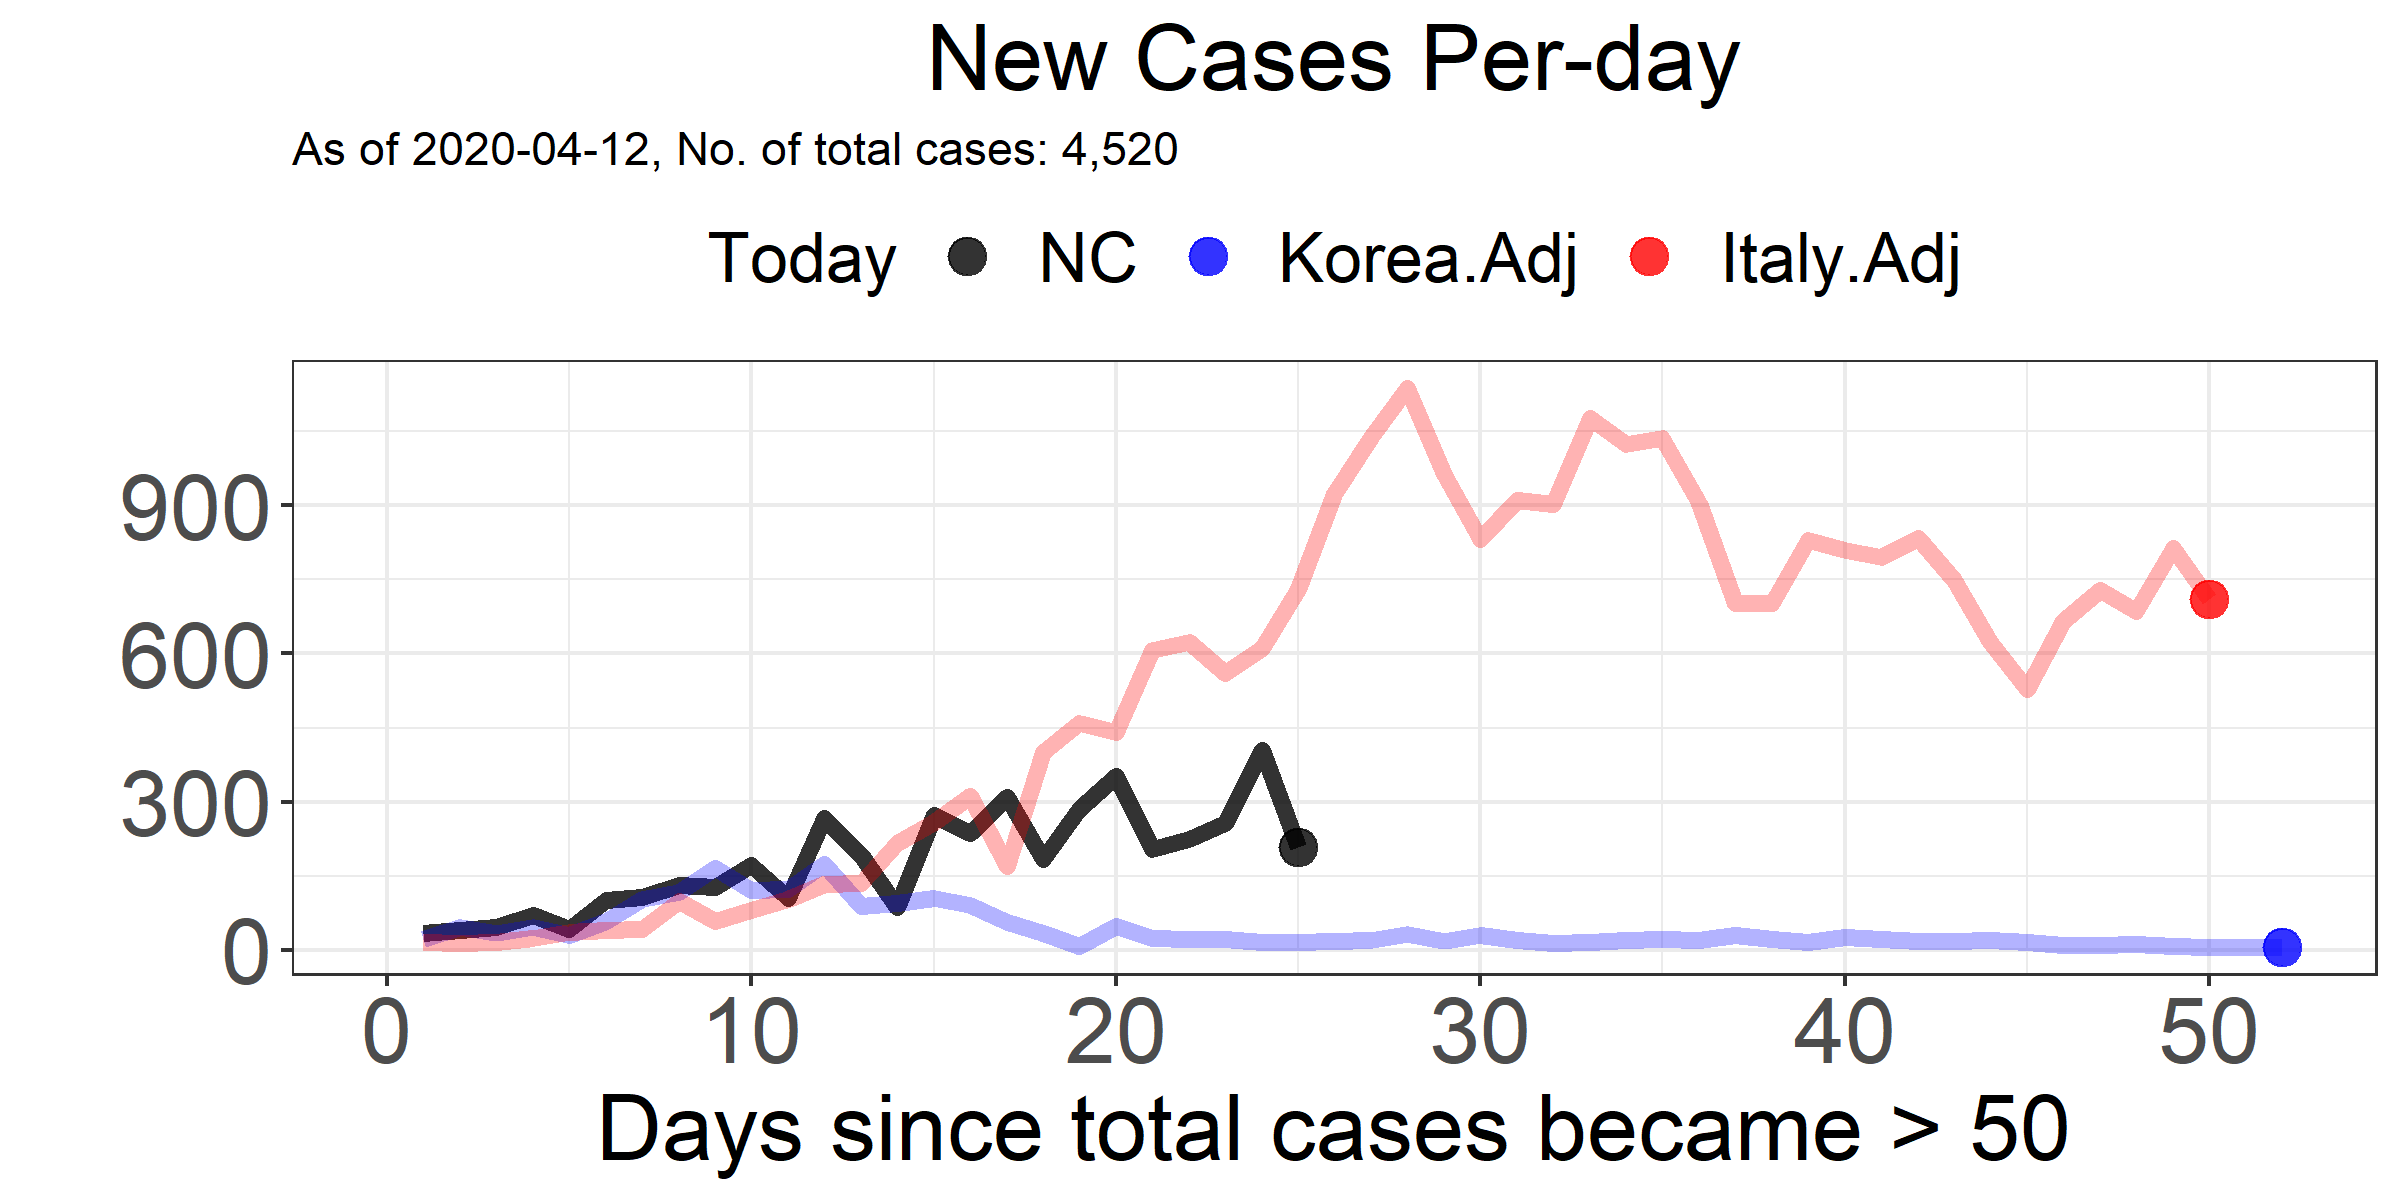 New Cases Per-day
As of 2020-04-12, No. of total cases: 4,520
Today NC Korea.Adj Italy.Adj
900
600
300
0
0 10 20 30 40 50
Days since total cases became > 50